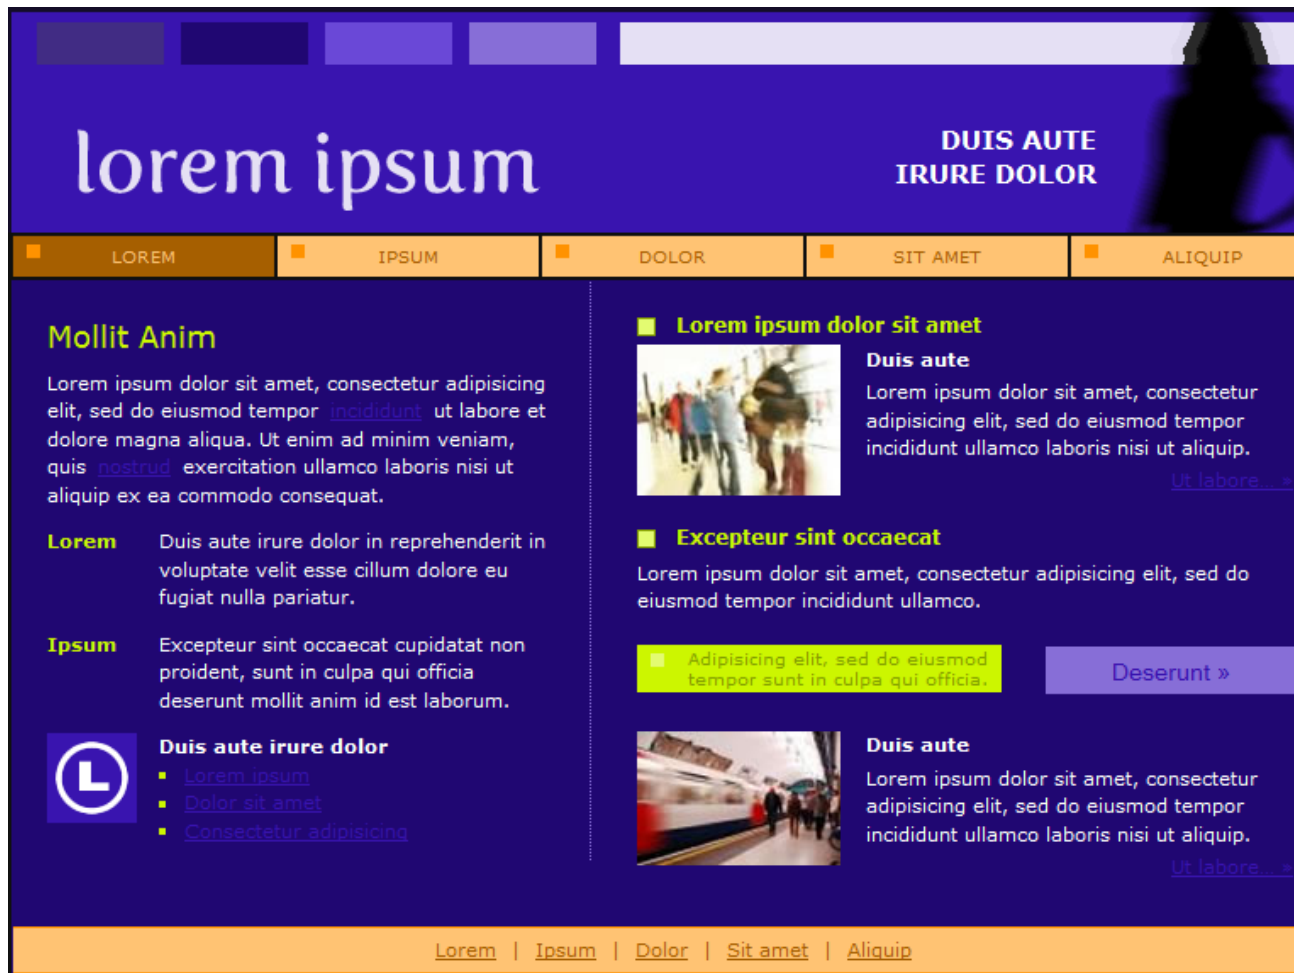 lorem ipsum
DUIS AUTE
IRURE DOLOR
LOREM
IPSUM
DOLOR
SIT AMET
ALIQUIP
Mollit Anim
Lorem ipsum dolor sit amet, consectetur adipisicing
elit, sed do eiusmod tempor incididunt ut labore et
dolore magna aliqua. Ut enim ad minim veniam,
quis nostrud exercitation ullamco laboris nisi ut
aliquip ex ea commodo consequat.
Lorem
Duis aute irure dolor in reprehenderit in
voluptate velit esse cillum dolore eu
fugiat nulla pariatur.
Ipsum
Excepteur sint occaecat cupidatat non
proident, sunt in culpa qui officia
deserunt mollit anim id est laborum.
L
Duis aute irure dolor
Lorem ipsum
Dolor sit amet
Consectetur adipisicing
Lorem ipsum dolor sit amet
Duis aute
Lorem ipsum dolor sit amet, consectetur
adipisicing elit, sed do eiusmod tempor
incididunt ullamco laboris nisi ut aliquip.
Ut labore... »
Excepteur sint occaecat
Lorem ipsum dolor sit amet, consectetur adipisicing elit, sed do
eiusmod tempor incididunt ullamco.
Adipisicing elit, sed do eiusmod
tempor sunt in culpa qui officia.
Deserunt »
Duis aute
Lorem ipsum dolor sit amet, consectetur
adipisicing elit, sed do eiusmod tempor
incididunt ullamco laboris nisi ut aliquip.
Ut labore... »
Lorem | Ipsum | Dolor | Sit amet | Aliquip